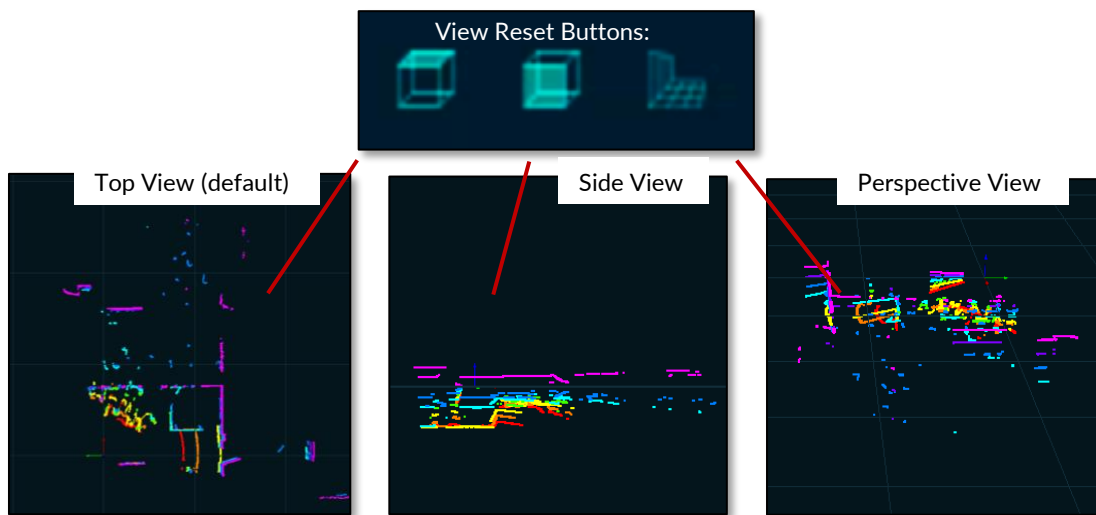 View Reset Buttons:
Top View (default)
Side View
Perspective View